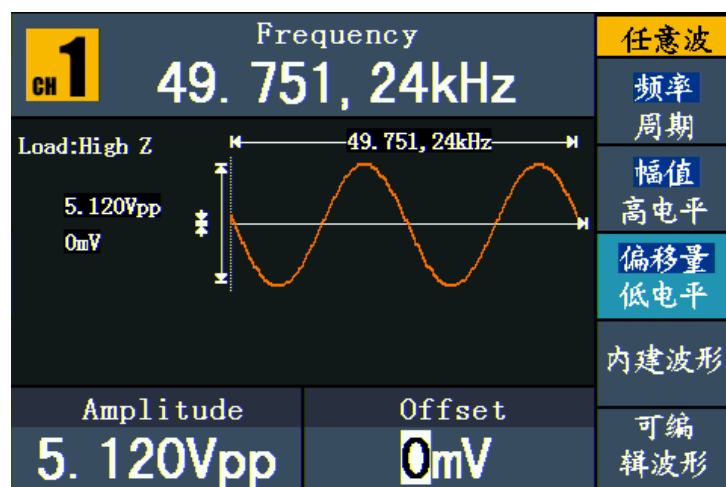 CH 1
Frequency
49.751,24kHz
Load:High Z
49.751,24kHz
5.120Vpp
0mV
Amplitude
5.120Vpp
Offset
0mV
任意波
频率
周期
幅值
高电平
偏移量
低电平
内建波形
可编
辑波形